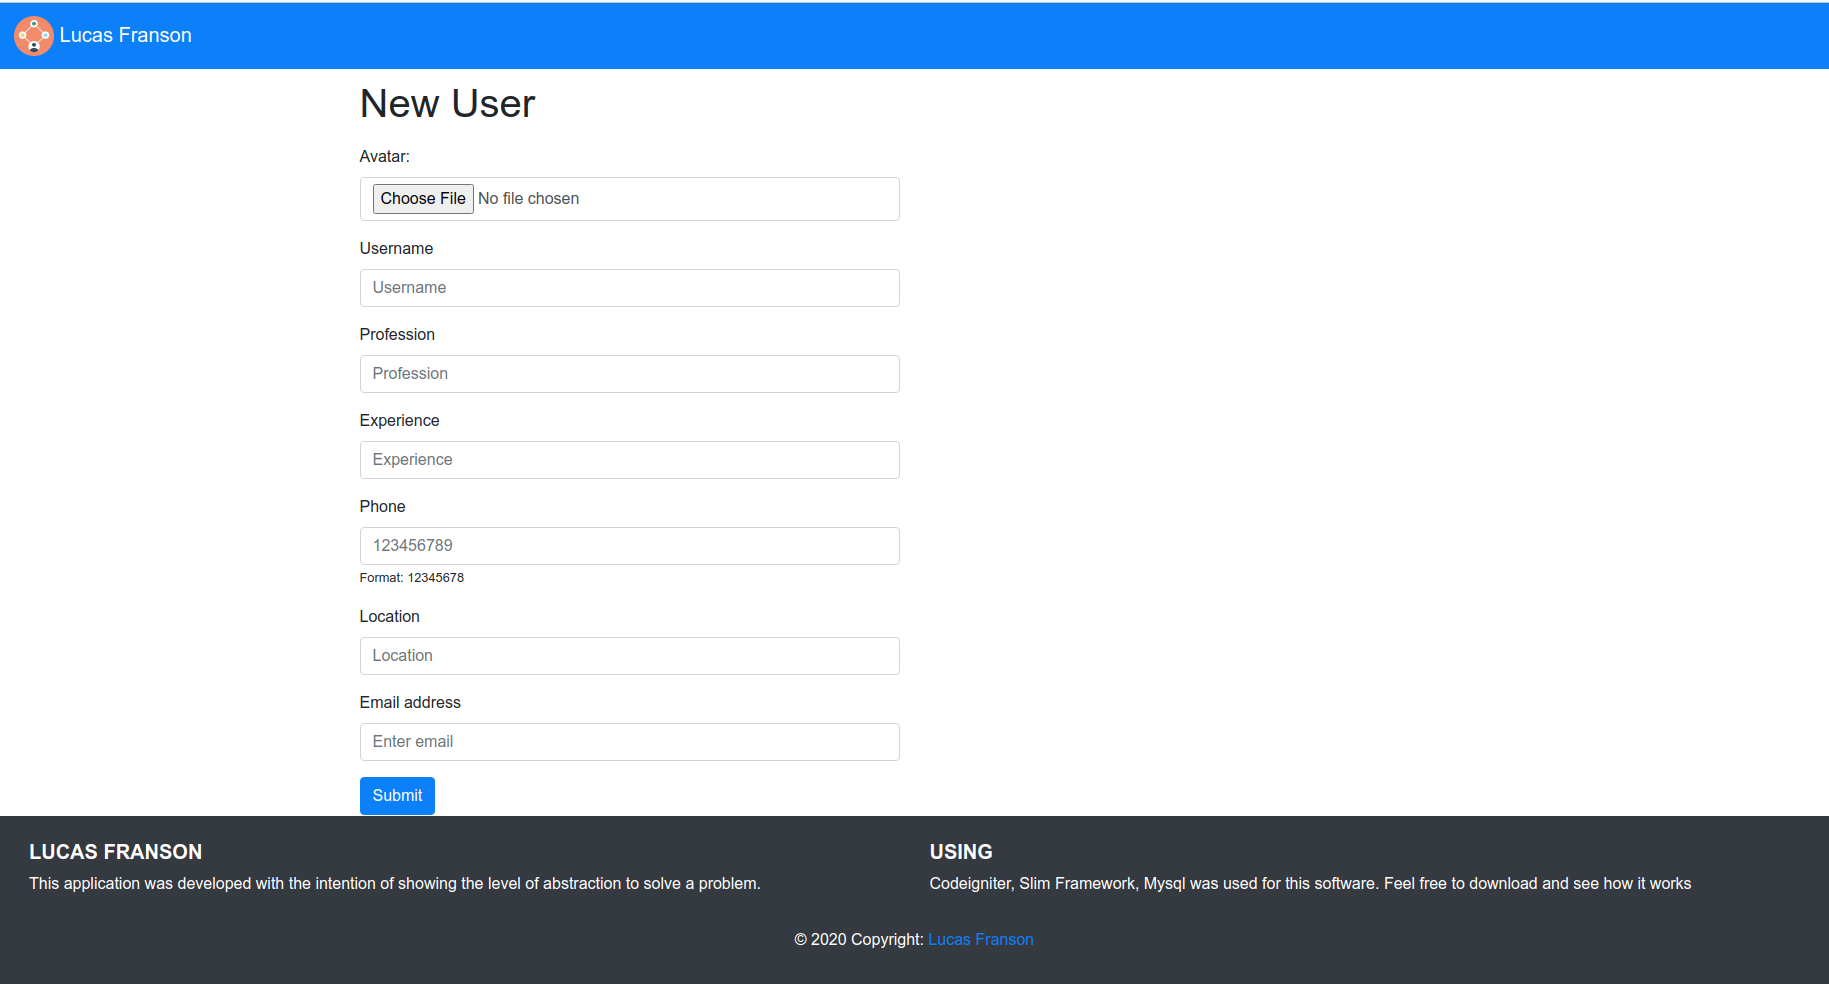 Lucas Franson
New User
Avatar:
Choose File No file chosen
Username
Username
Profession
Profession
Experience
Experience
Phone
123456789
Format: 12345678
Location
Location
Email address
Enter email
Submit
LUCAS FRANSON
This application was developed with the intention of showing the level of abstraction to solve a problem.
USING
Codeigniter, Slim Framework, Mysql was used for this software. Feel free to download and see how it works
© 2020 Copyright: Lucas Franson